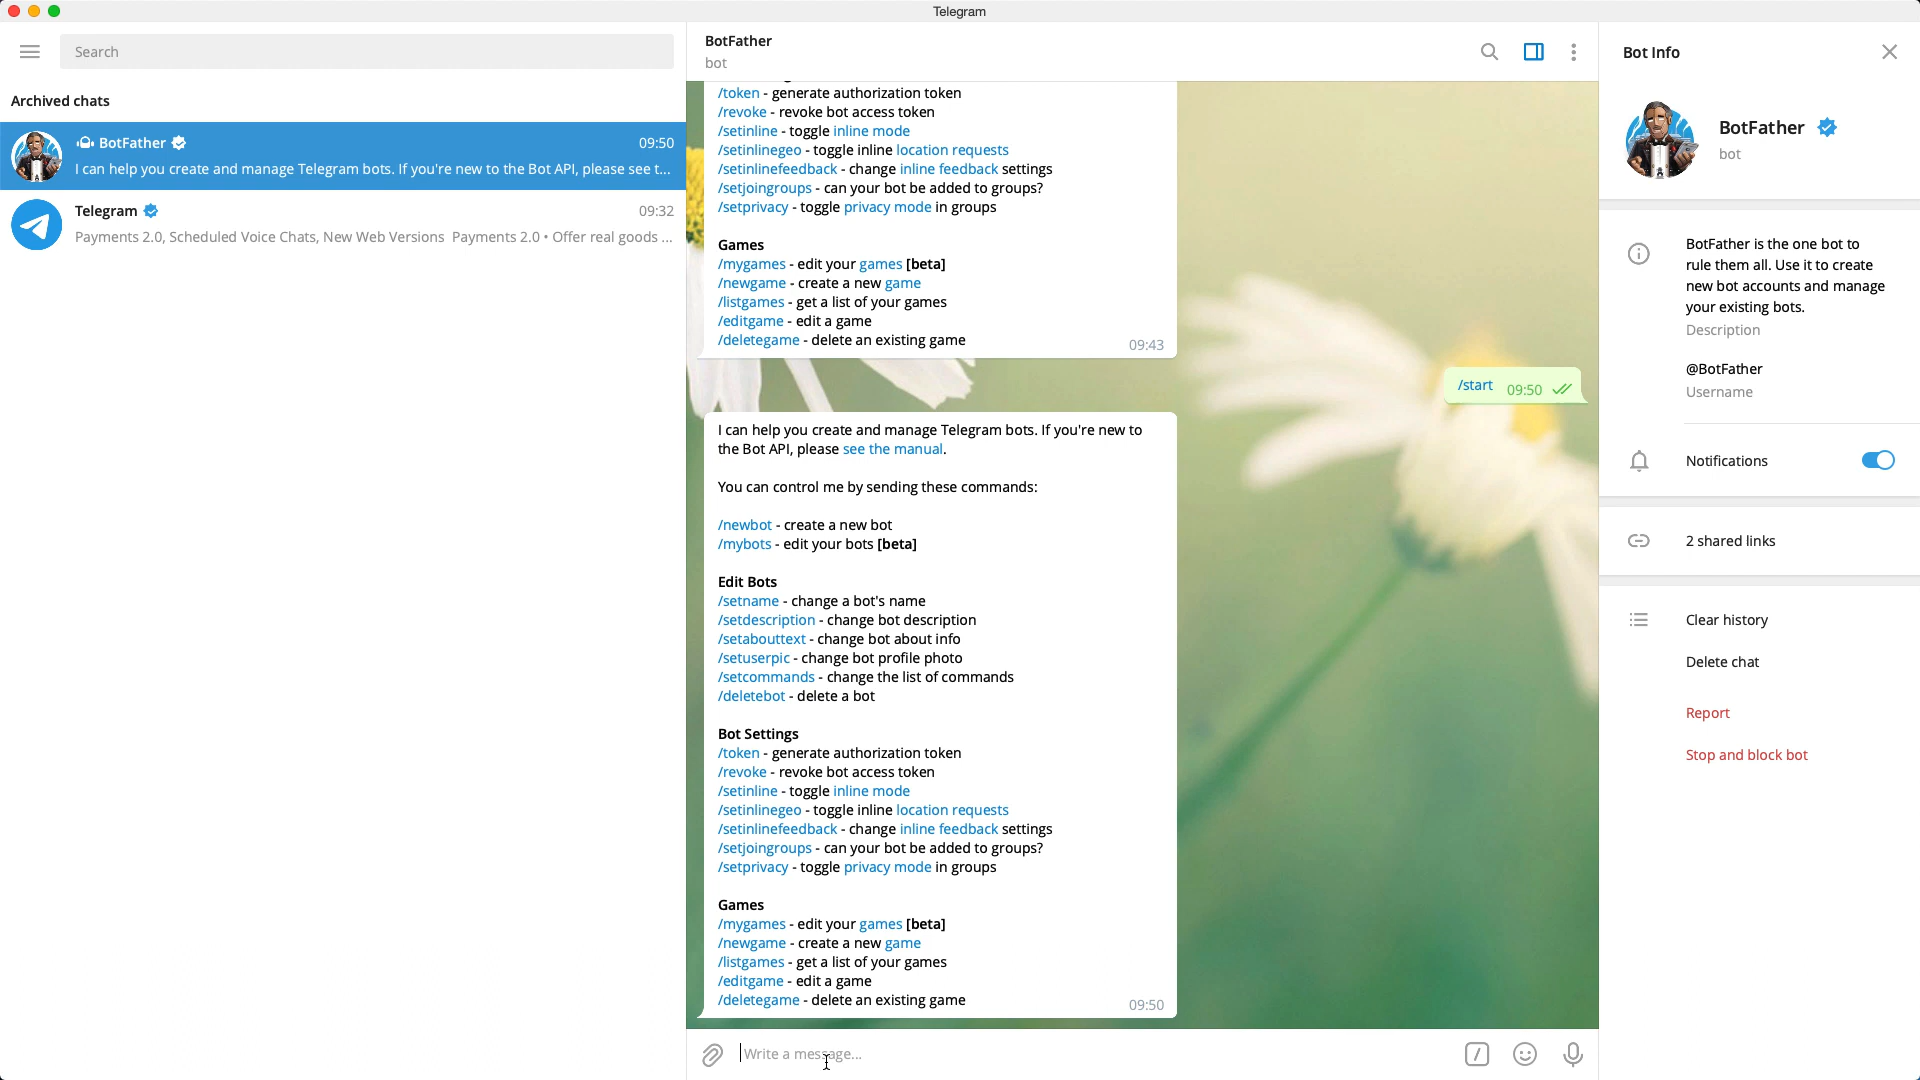 Telegram
Search
Archived chats
BotFather 09:50
I can help you create and manage Telegram bots. If you're new to the Bot API, please see t...
Telegram 09:32
Payments 2.0, Scheduled Voice Chats, New Web Versions Payments 2.0 • Offer real goods ...
BotFather
bot
/token - generate authorization token
/revoke - revoke bot access token
/setinline - toggle inline mode
/setinlinegeo - toggle inline location requests
/setinlinefeedback - change inline feedback settings
/setjoingroups - can your bot be added to groups?
/setprivacy - toggle privacy mode in groups
Games
/mygames - edit your games [beta]
/newgame - create a new game
/listgames - get a list of your games
/editgame - edit a game
/deletegame - delete an existing game
09:43
/start 09:50
I can help you create and manage Telegram bots. If you're new to
the Bot API, please see the manual.
You can control me by sending these commands:
/newbot - create a new bot
/mybots - edit your bots [beta]
Edit Bots
/setname - change a bot's name
/setdescription - change bot description
/setabouttext - change bot about info
/setuserpic - change bot profile photo
/setcommands - change the list of commands
/deletebot - delete a bot
Bot Settings
/token - generate authorization token
/revoke - revoke bot access token
/setinline - toggle inline mode
/setinlinegeo - toggle inline location requests
/setinlinefeedback - change inline feedback settings
/setjoingroups - can your bot be added to groups?
/setprivacy - toggle privacy mode in groups
Games
/mygames - edit your games [beta]
/newgame - create a new game
/listgames - get a list of your games
/editgame - edit a game
/deletegame - delete an existing game
09:50
Write a message...
Bot Info
BotFather
bot
BotFather is the one bot to
rule them all. Use it to create
new bot accounts and manage
your existing bots.
Description
@BotFather
Username
Notifications
2 shared links
Clear history
Delete chat
Report
Stop and block bot